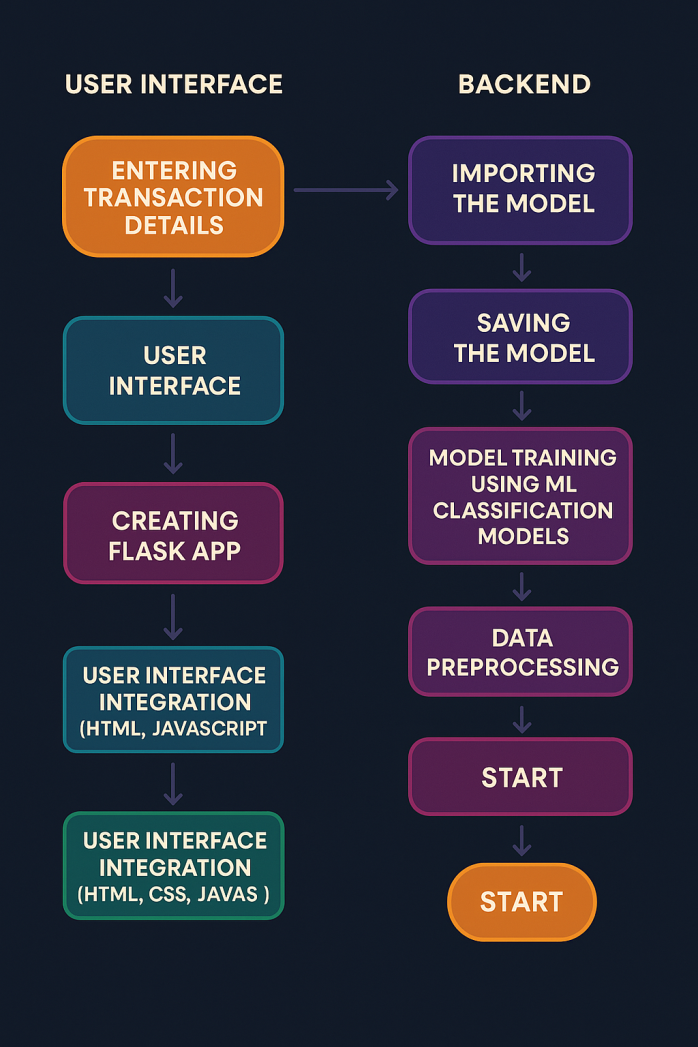 USER INTERFACE
ENTERING
TRANSACTION
DETAILS
USER
INTERFACE
CREATING
FLASK APP
USER INTERFACE
INTEGRATION
(HTML, JAVASCRIPT
USER INTERFACE
INTEGRATION
(HTML, CSS, JAVAS )
BACKEND
IMPORTING
THE MODEL
SAVING
THE MODEL
MODEL TRAINING
USING ML
CLASSIFICATION
MODELS
DATA
PREPROCESSING
START
START